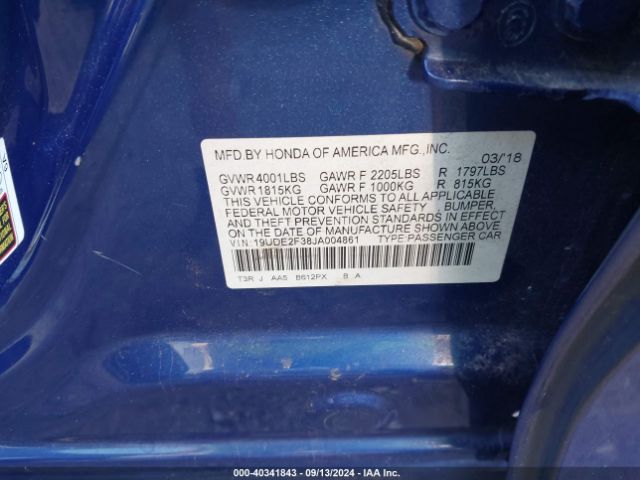 MFD BY HONDA OF AMERICA MFG.,INC. 03/18
GVWR 4001LBS GAWR F 2205LBS R 1797LBS
GVWR 1815KG GAWR F 1000KG R 815KG
THIS VEHICLE CONFORMS TO ALL APPLICABLE
FEDERAL MOTOR VEHICLE SAFETY BUMPER,
AND THEFT PREVENTION STANDARDS IN EFFECT
ON THE DATE OF MANUFACTURE SHOWN ABOVE.
VIN: 19UDE2F38JA004861 TYPE PASSENGER CAR
T3R J AA5 B612PX B A
000-40341843 - 09/13/2024 - IAA Inc.